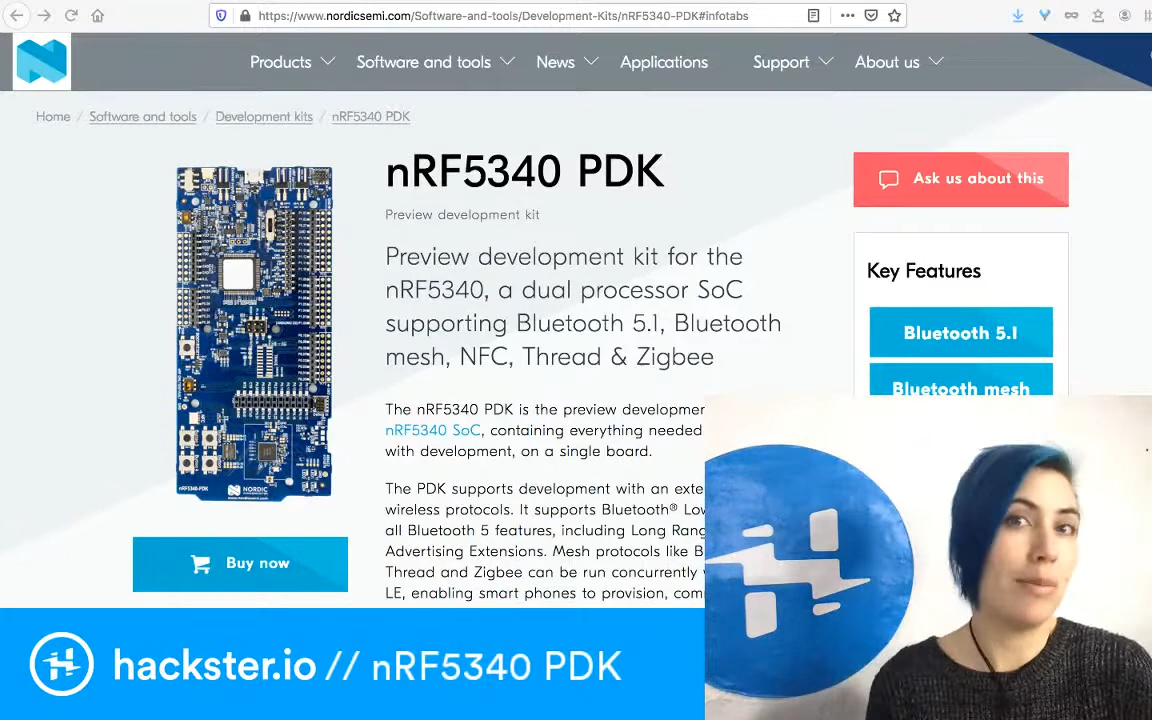 https://www.nordicsemi.com/Software-and-tools/Development-Kits/nRF5340-PDK#infotabs
Products Software and tools News Applications Support About us
Home / Software and tools / Development kits / nRF5340 PDK
nRF5340 PDK
Preview development kit
Preview development kit for the
nRF5340, a dual processor SoC
supporting Bluetooth 5.1, Bluetooth
mesh, NFC, Thread & Zigbee
The nRF5340 PDK is the preview developmer
nRF5340 SoC, containing everything needed
with development, on a single board.
The PDK supports development with an exte
wireless protocols. It supports Bluetooth® Lov
all Bluetooth 5 features, including Long Rang
Advertising Extensions. Mesh protocols like B
Thread and Zigbee can be run concurrently
LE, enabling smart phones to provision, com
Ask us about this
Key Features
Bluetooth 5.1
Bluetooth mesh
nRF5340-PDK
NORDIC
Buy now
hackster.io // nRF5340 PDK